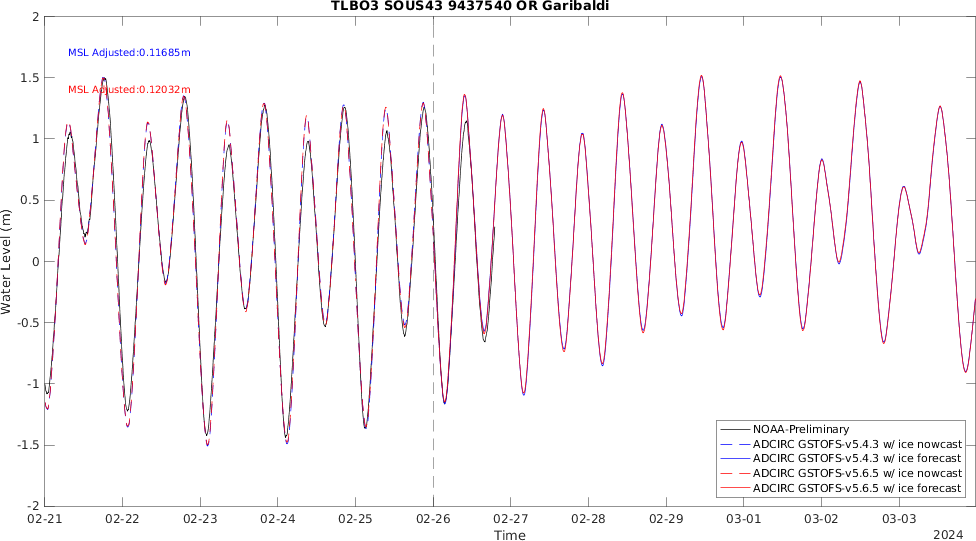 TLBO3 SOUS43 9437540 OR Garibaldi
2
1.5
1
0.5
0
-0.5
-1
-1.5
-2
Water Level (m)
MSL Adjusted:0.11685m
MSL Adjusted:0.12032m
NOAA-Preliminary
ADCIRC GSTOFS-v5.4.3 w/ ice nowcast
ADCIRC GSTOFS-v5.4.3 w/ ice forecast
ADCIRC GSTOFS-v5.6.5 w/ ice nowcast
ADCIRC GSTOFS-v5.6.5 w/ ice forecast
02-21 02-22 02-23 02-24 02-25 02-26 02-27 02-28 02-29 03-01 03-02 03-03
Time
2024